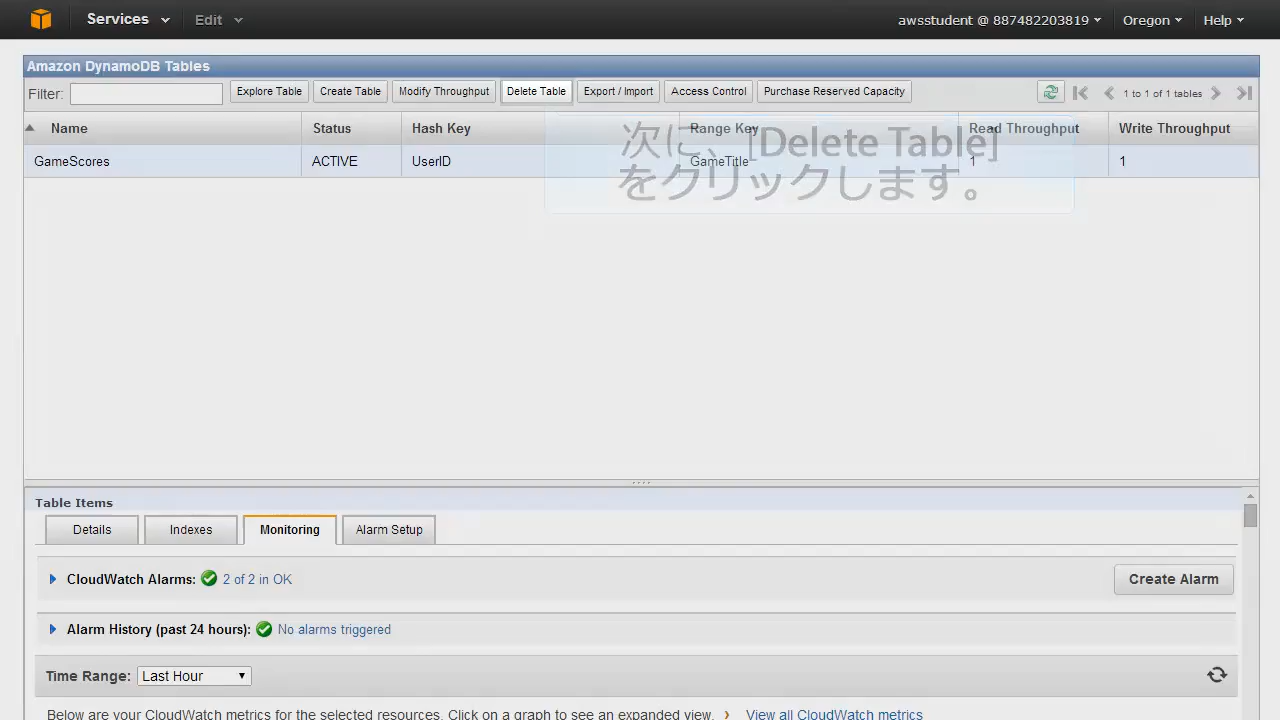 Services Edit awsstudent @ 887482203819 Oregon Help
Amazon DynamoDB Tables
Filter: Explore Table Create Table Modify Throughput Delete Table Export / Import Access Control Purchase Reserved Capacity 1 to 1 of 1 tables
Name Status Hash Key Range Key Read Throughput Write Throughput
GameScores ACTIVE UserID GameTitle 1 1
次に、[Delete Table]
をクリックします。
Table Items
Details Indexes Monitoring Alarm Setup
CloudWatch Alarms: 2 of 2 in OK Create Alarm
Alarm History (past 24 hours): No alarms triggered
Time Range: Last Hour
Below are your CloudWatch metrics for the selected resources. Click on a graph to see an expanded view. View all CloudWatch metrics